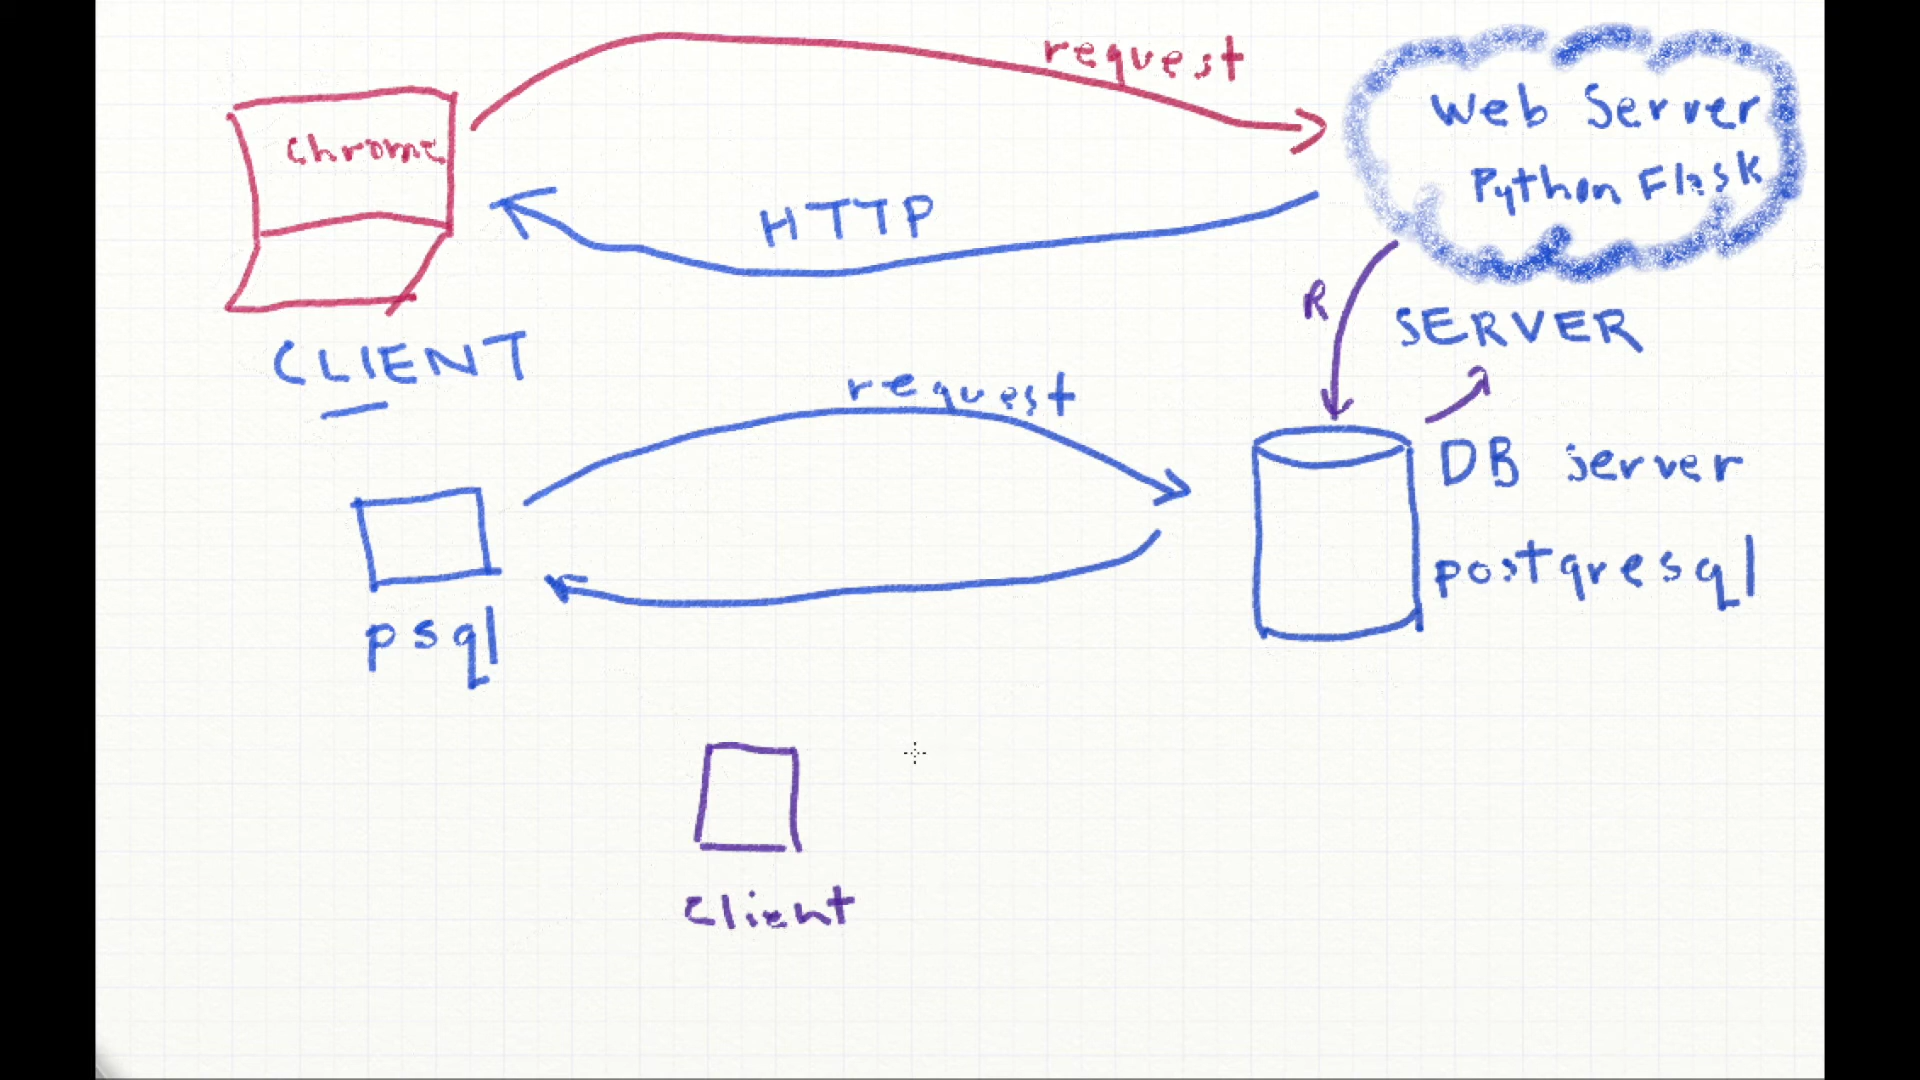 request
Web Server
Python Flask
Chrome
HTTP
R
SERVER
CLIENT
request
DB server
postgresql
psql
client